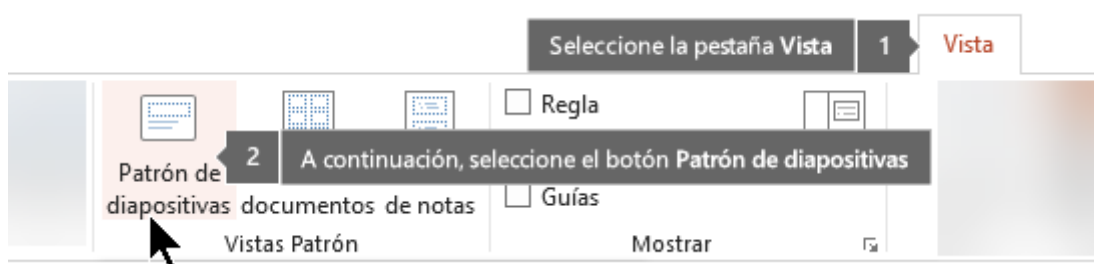 Seleccione la pestaña Vista 1 Vista
Regla
2 A continuación, seleccione el botón Patrón de diapositivas
Patrón de
diapositivas documentos de notas
Guías
Vistas Patrón Mostrar